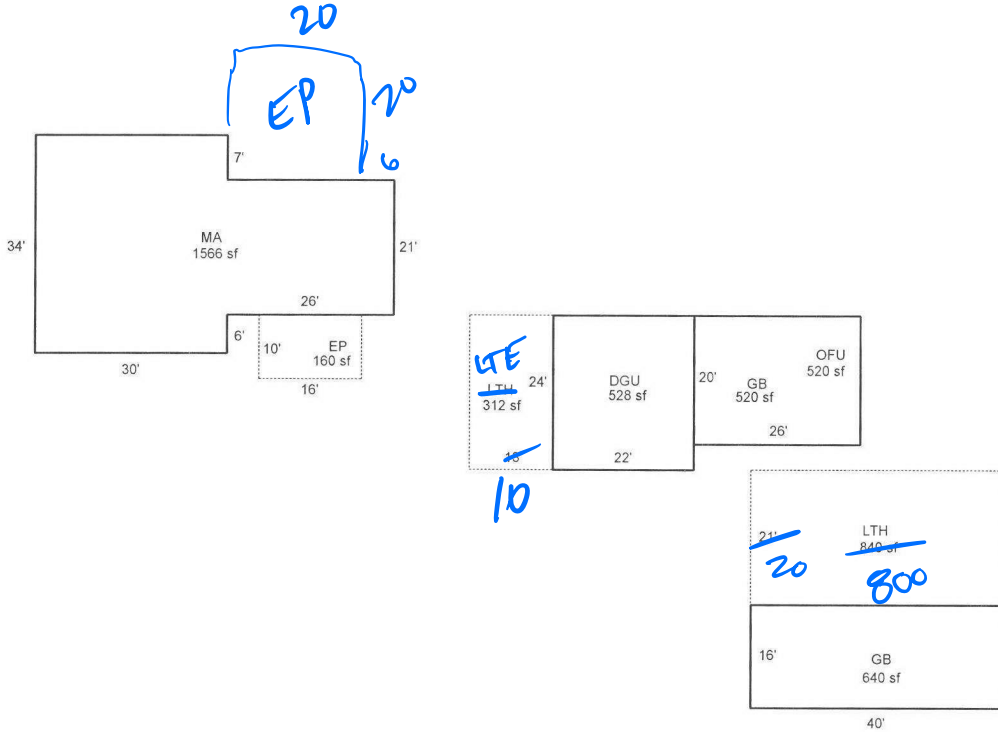 20
EP
20
6
7'
34'
MA
1566 sf
21'
26'
6'
10'
EP
160 sf
30'
16'
LTE
LTH
312 sf
24'
13'
10
DGU
528 sf
22'
20'
GB
520 sf
OFU
520 sf
26'
21'
20
LTH
840 sf
800
16'
GB
640 sf
40'